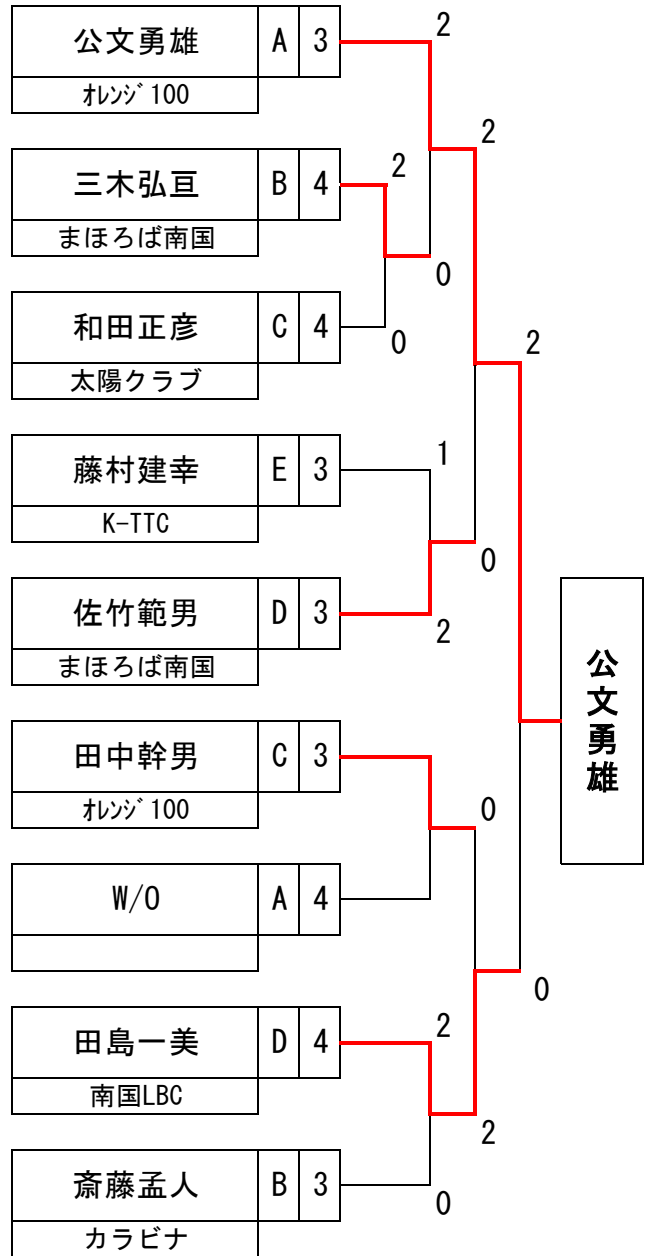 公文勇雄 A 3
2
オレンジ100
2
三木弘亘 B 4
2
まほろば南国
0
和田正彦 C 4
0
2
太陽クラブ
藤村建幸 E 3
1
K-TTC
0
佐竹範男 D 3
2
まほろば南国
公文勇雄
田中幹男 C 3
オレンジ100
0
W/O A 4
0
田島一美 D 4
2
南国LBC
2
斎藤孟人 B 3
0
カラビナ